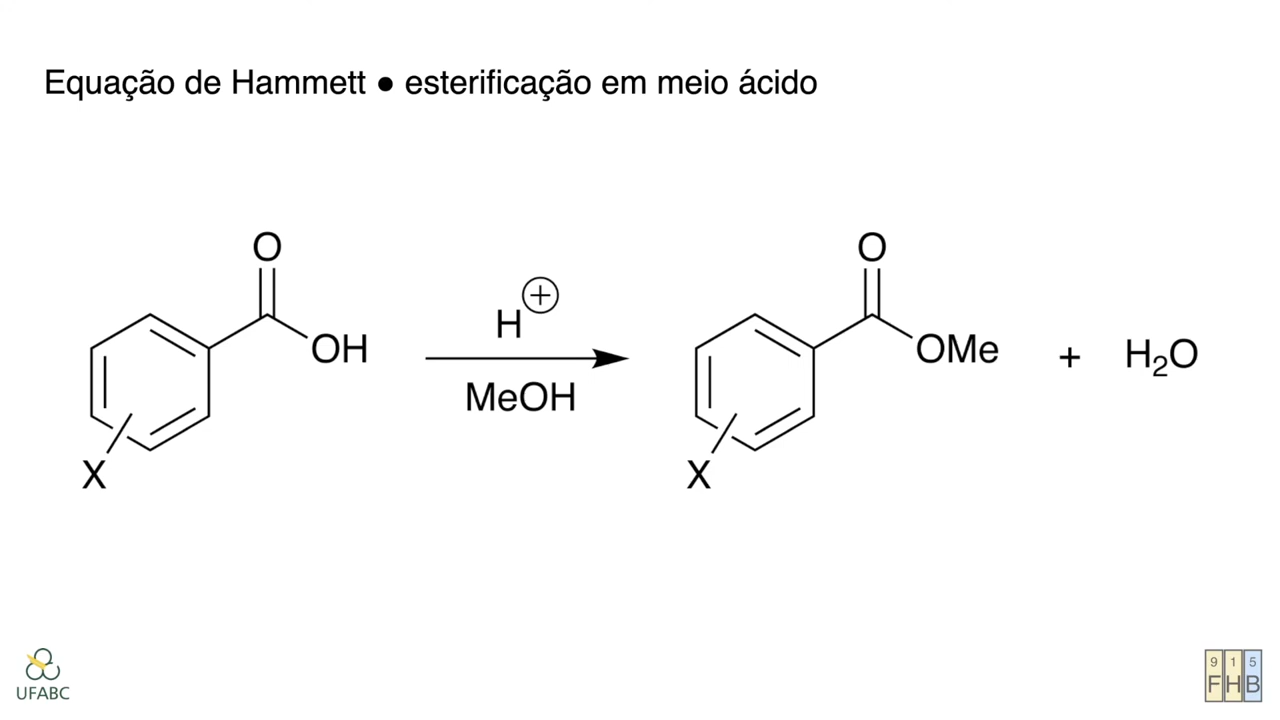 Equação de Hammett ● esterificação em meio ácido
O
OH
X
H⊕
MeOH
O
OMe
X
+ H₂O
UFABC
9 1 5
F H B